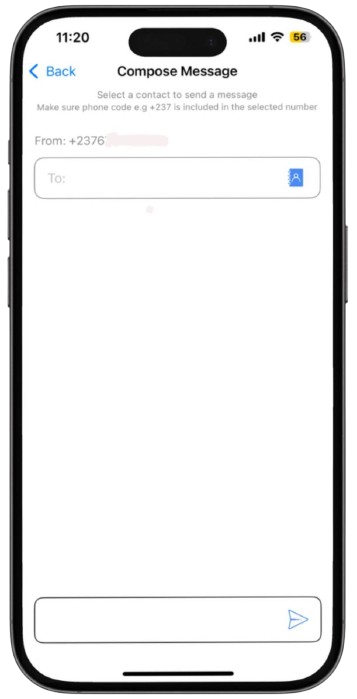 11:20
56
Back
Compose Message
Select a contact to send a message
Make sure phone code e.g +237 is included in the selected number
From: +2376
To: